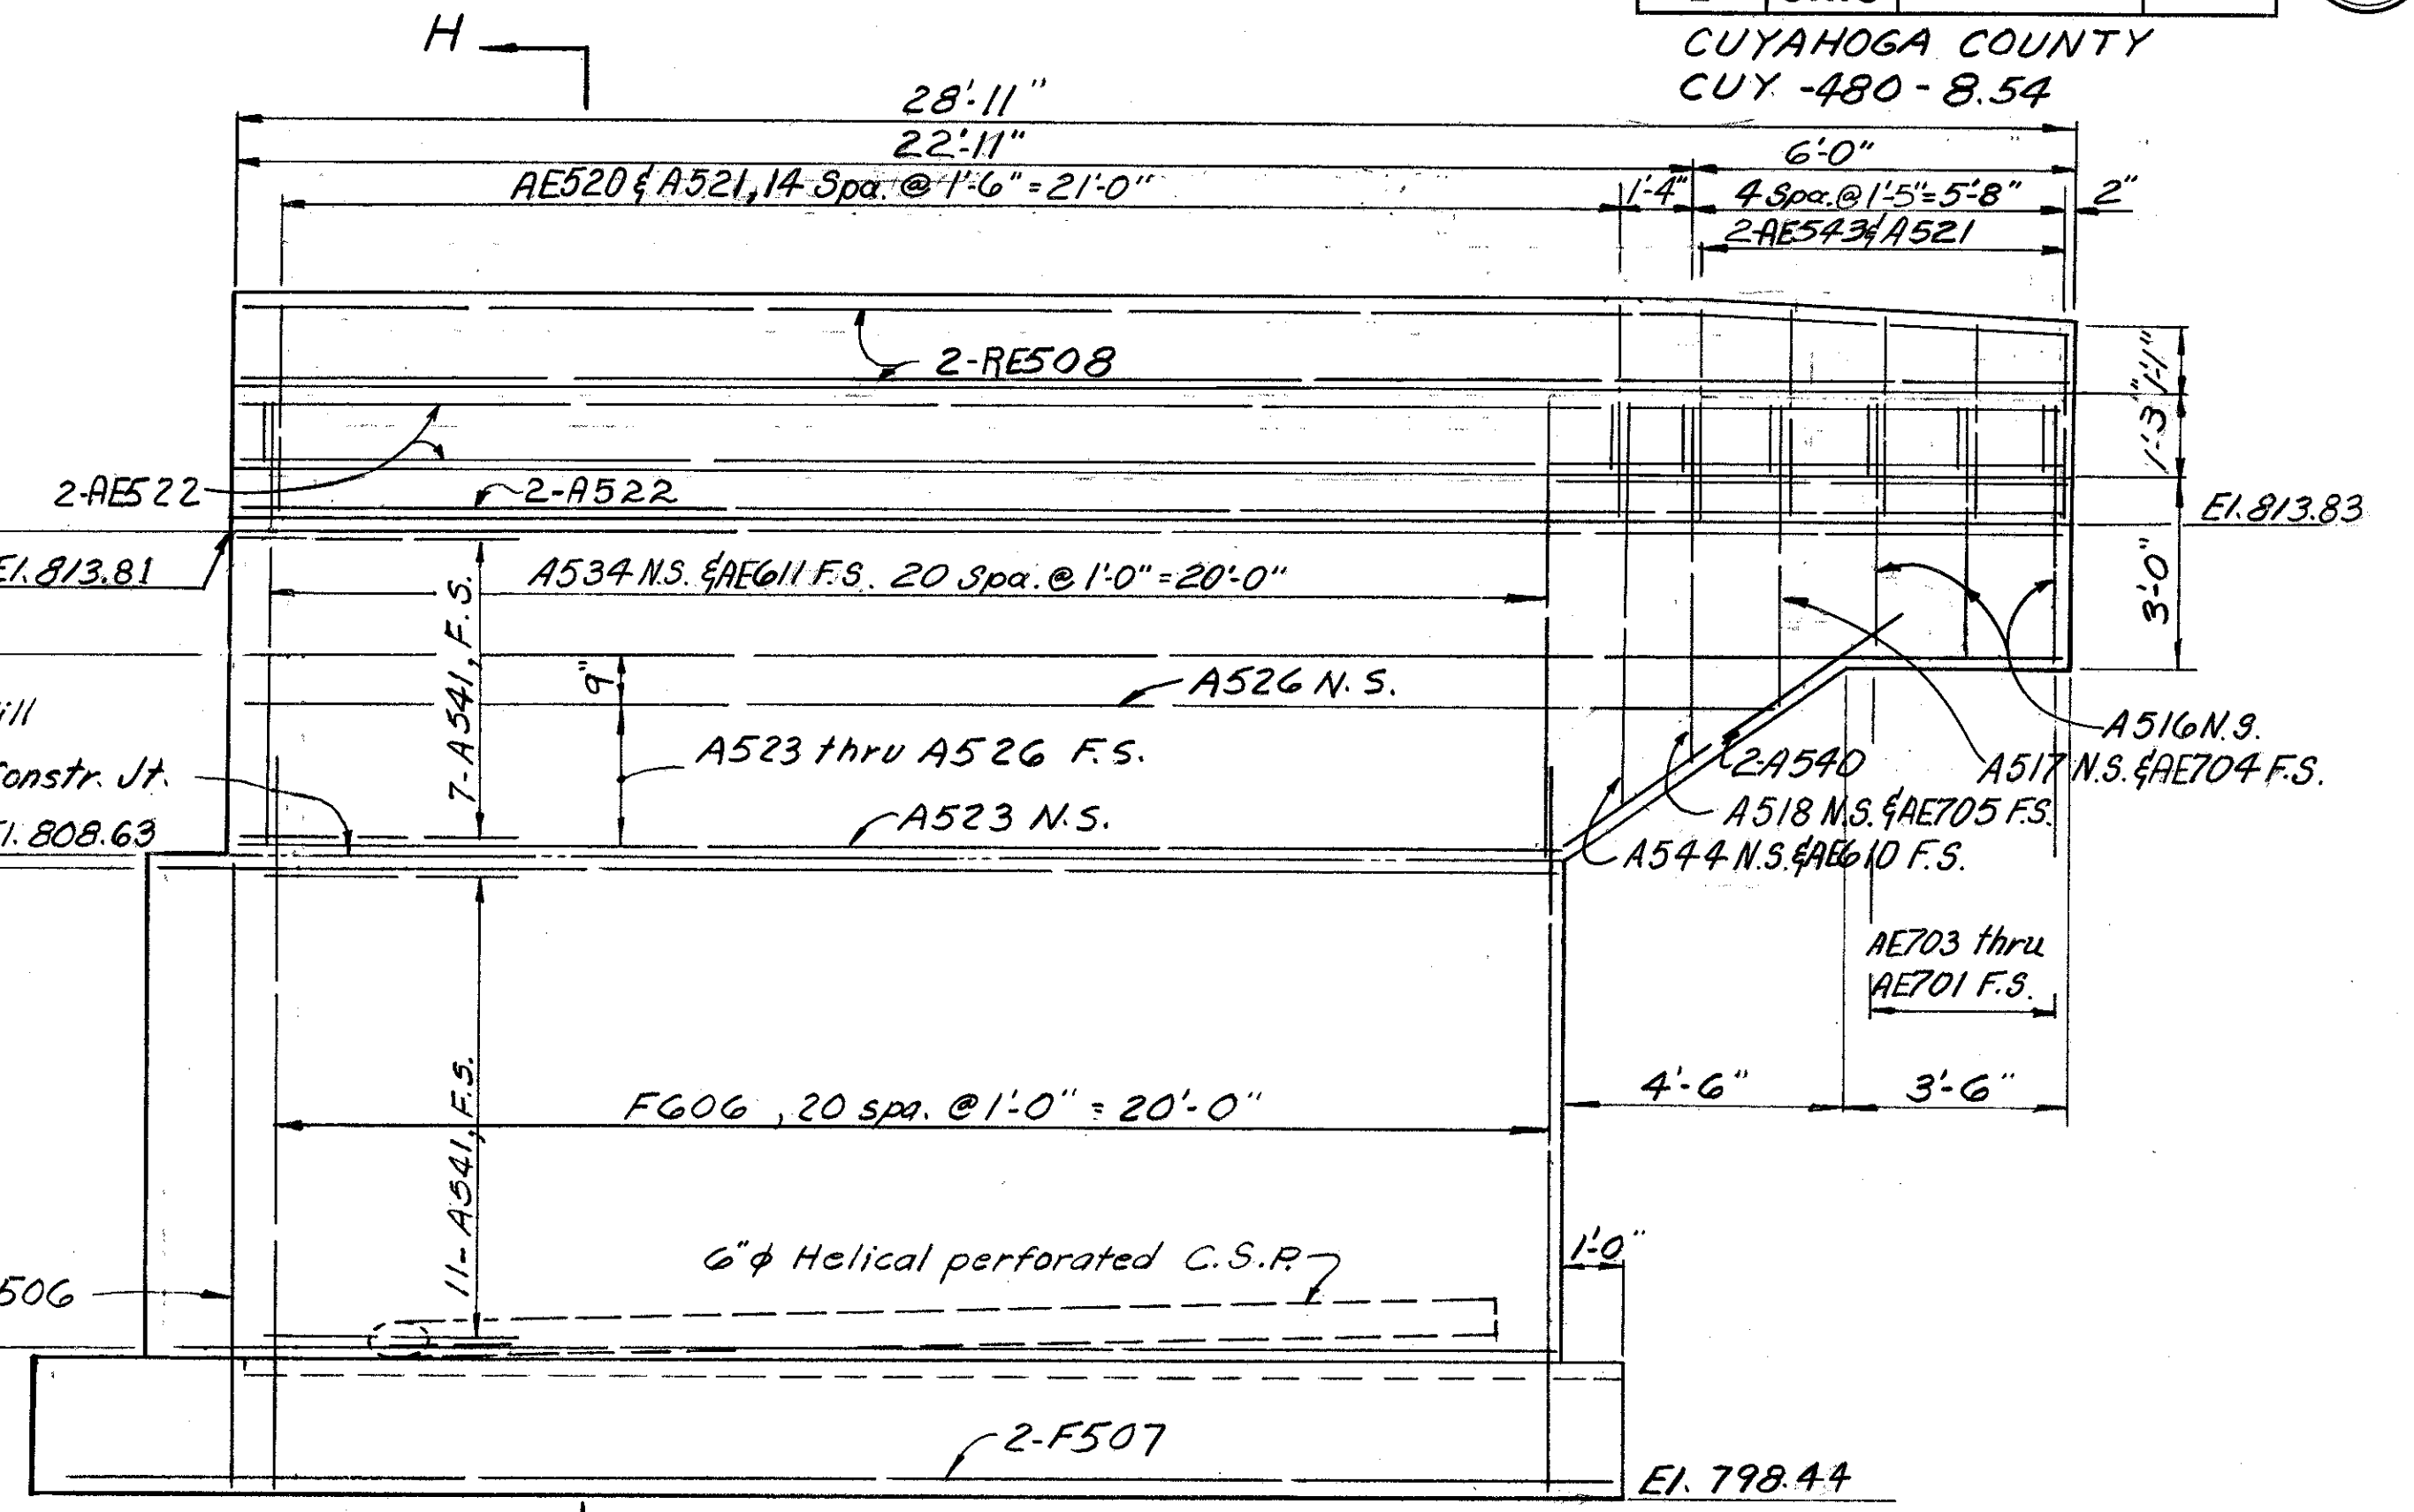 CUYAHOGA COUNTY
CUY -480 - 8.54
H
28'-11"
22'-11"
6'-0"
AE520 & A521, 14 Spa. @ 1'-6" = 21'-0"
1'-4"
4 Spa. @ 1'-5" = 5'-8"
2"
2-AE543 & A521
2-RE508
1'-1"
1'-3"
2-AE522
2-A522
El. 813.83
El. 813.81
A534 N.S. & AE611 F.S. 20 Spa. @ 1'-0" = 20'-0"
3'-0"
7-A541, F.S.
9"
A526 N.S.
A516 N.S.
A523 thru A526 F.S.
Constr. Jt.
2-A540
A517 N.S. & AE704 F.S.
A518 N.S. & AE705 F.S.
A523 N.S.
El. 808.63
A544 N.S. & AE610 F.S.
AE703 thru
AE701 F.S.
4'-6"
3'-6"
F606 , 20 spa. @ 1'-0" = 20'-0"
11-A541, F.S.
6"φ Helical perforated C.S.P.
1'-0"
506
2-F507
El. 798.44